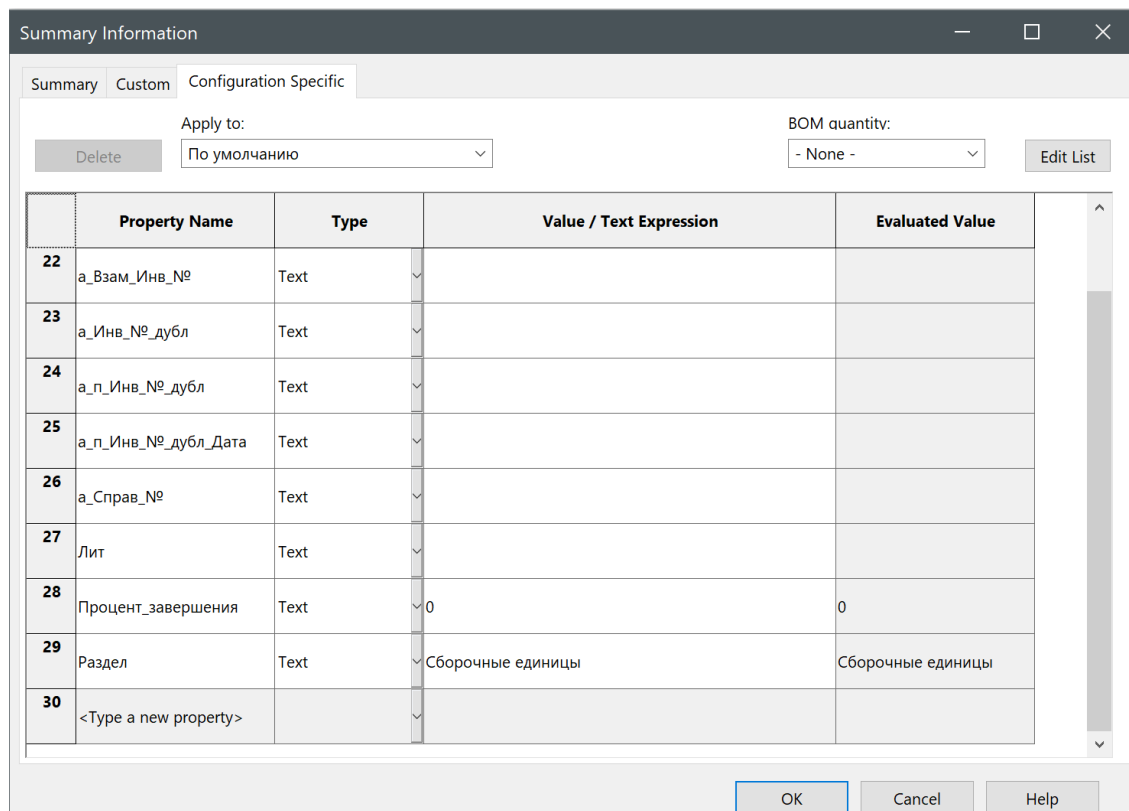 Summary Information
Summary Custom Configuration Specific
Apply to: BOM quantity:
Delete По умолчанию - None - Edit List
Property Name Type Value / Text Expression Evaluated Value
22 а_Взам_Инв_№ Text
23 а_Инв_№_дубл Text
24 а_п_Инв_№_дубл Text
25 а_п_Инв_№_дубл_Дата Text
26 а_Справ_№ Text
27 Лит Text
28 Процент_завершения Text 0 0
29 Раздел Text Сборочные единицы Сборочные единицы
30 <Type a new property>
OK Cancel Help